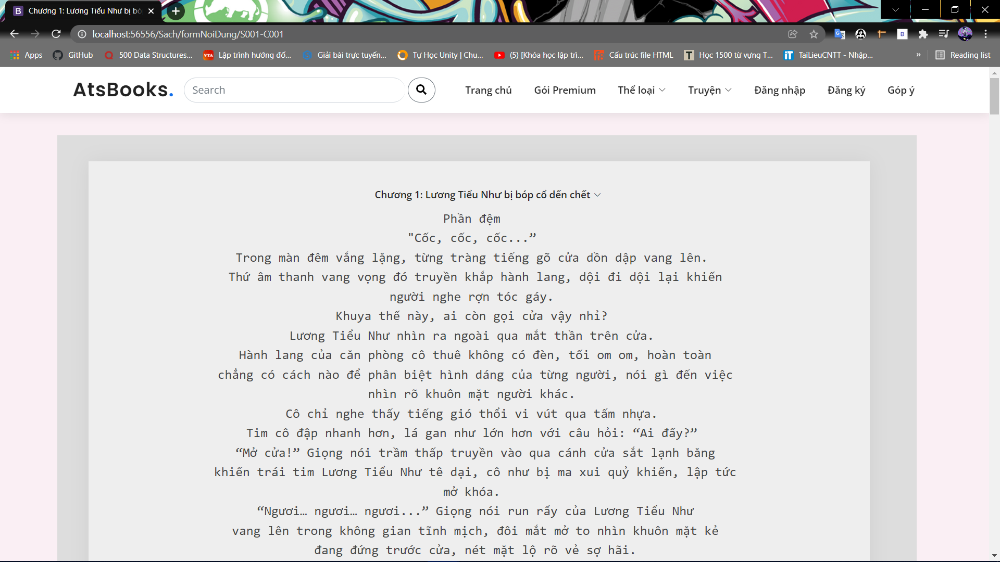 Chương 1: Lương Tiểu Như bị bó
localhost:56556/Sach/formNoiDung/S001-C001
Apps GitHub 500 Data Structures... Lập trình hướng đố... Giải bài trực tuyến... Tự Học Unity | Chu... (5) [Khóa học lập trì... Cấu trúc file HTML Học 1500 từ vựng T... TaiLieuCNTT - Nhập... » Reading list
AtsBooks. Search Trang chủ Gói Premium Thể loại Truyện Đăng nhập Đăng ký Góp ý
Chương 1: Lương Tiểu Như bị bóp cổ dến chết
Phần đệm
"Cốc, cốc, cốc...”
Trong màn đêm vắng lặng, từng tràng tiếng gõ cửa dồn dập vang lên.
Thứ âm thanh vang vọng đó truyền khắp hành lang, dội đi dội lại khiến
người nghe rợn tóc gáy.
Khuya thế này, ai còn gọi cửa vậy nhỉ?
Lương Tiểu Như nhìn ra ngoài qua mắt thần trên cửa.
Hành lang của căn phòng cô thuê không có đèn, tối om om, hoàn toàn
chẳng có cách nào để phân biệt hình dáng của từng người, nói gì đến việc
nhìn rõ khuôn mặt người khác.
Cô chỉ nghe thấy tiếng gió thổi vi vút qua tấm nhựa.
Tim cô đập nhanh hơn, lá gan như lớn hơn với câu hỏi: “Ai đấy?”
“Mở cửa!” Giọng nói trầm thấp truyền vào qua cánh cửa sắt lạnh băng
khiến trái tim Lương Tiểu Như tê dại, cô như bị ma xui quỷ khiến, lập tức
mở khóa.
“Ngươi… ngươi… ngươi...” Giọng nói run rẩy của Lương Tiểu Như
vang lên trong không gian tĩnh mịch, đôi mắt mở to nhìn khuôn mặt kẻ
đang đứng trước cửa, nét mặt lộ rõ vẻ sợ hãi.